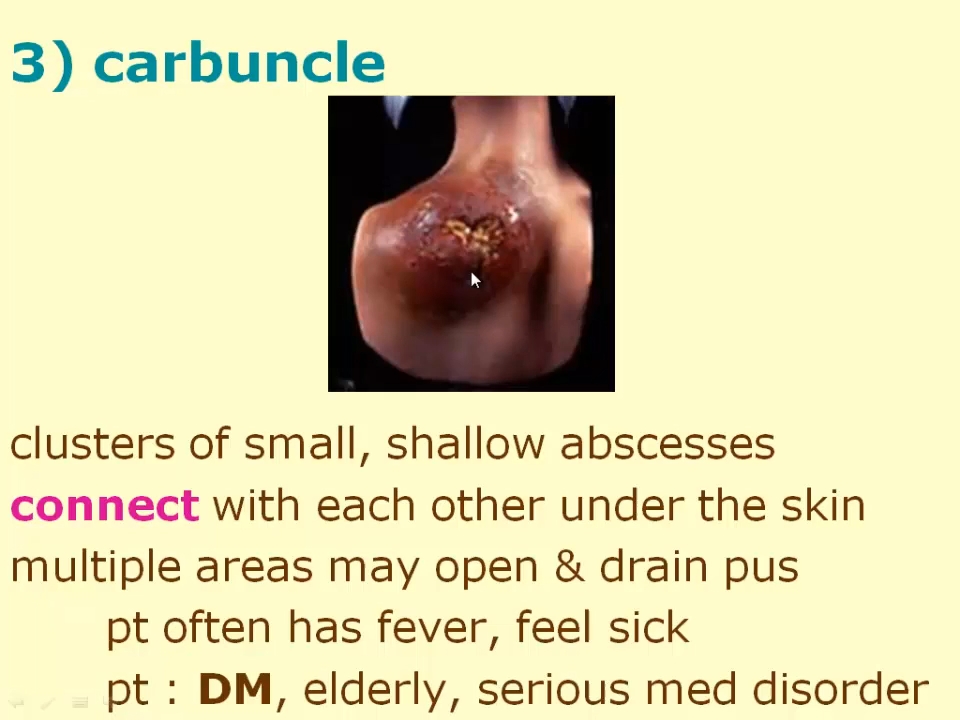 3) carbuncle
clusters of small, shallow abscesses
connect with each other under the skin
multiple areas may open & drain pus
pt often has fever, feel sick
pt : DM, elderly, serious med disorder